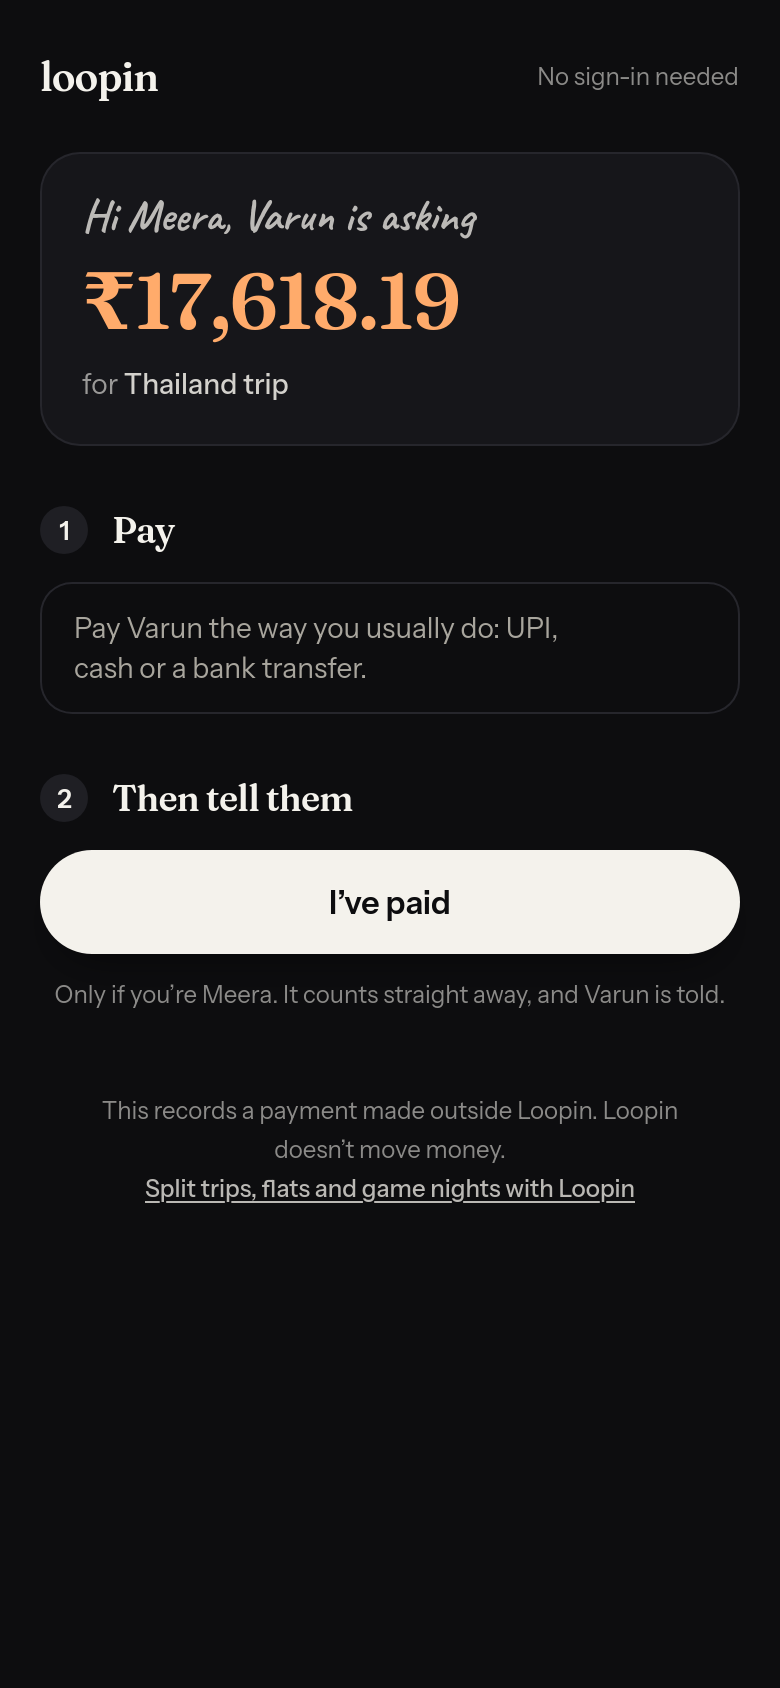 loopin
No sign-in needed
Hi Meera, Varun is asking
₹17,618.19
for Thailand trip
1 Pay
Pay Varun the way you usually do: UPI,
cash or a bank transfer.
2 Then tell them
I’ve paid
Only if you’re Meera. It counts straight away, and Varun is told.
This records a payment made outside Loopin. Loopin
doesn’t move money.
Split trips, flats and game nights with Loopin